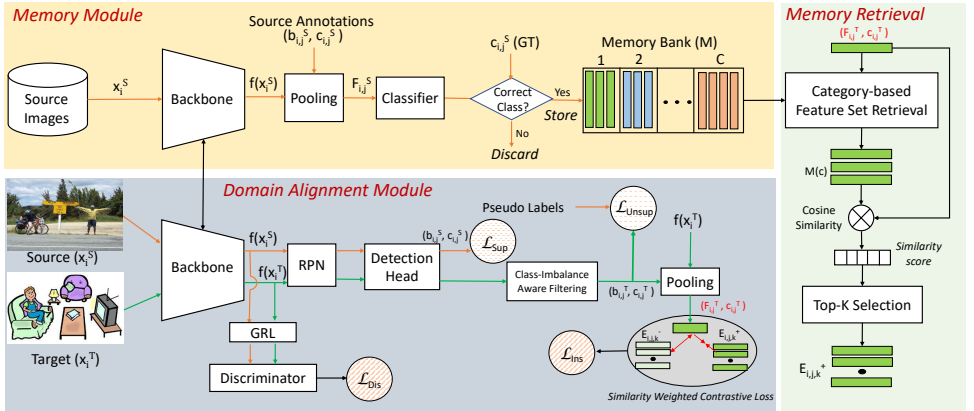 Memory Module
Source Annotations
(b_{i,j}^S, c_{i,j}^S)
Source
Images
x_i^S
Backbone
f(x_i^S)
Pooling
F_{i,j}^S
Classifier
c_{i,j}^S (GT)
Correct
Class?
Yes
Store
No
Discard
Memory Bank (M)
1 2 C
Memory Retrieval
(F_{i,j}^T, c_{i,j}^T)
Category-based
Feature Set Retrieval
M(c)
Cosine
Similarity
Similarity
score
Top-K Selection
E_{i,j,k}^+
Domain Alignment Module
Source (x_i^S)
Target (x_i^T)
Backbone
f(x_i^S)
f(x_i^T)
RPN
Detection
Head
(b_{i,j}^S, c_{i,j}^S)
ℒ_Sup
GRL
Discriminator
ℒ_Dis
Pseudo Labels
ℒ_Unsup
Class-Imbalance
Aware Filtering
(b_{i,j}^T, c_{i,j}^T)
f(x_i^T)
Pooling
(F_{i,j}^T, c_{i,j}^T)
E_{i,j,k}^-
E_{i,j,k}^+
ℒ_Ins
Similarity Weighted Contrastive Loss